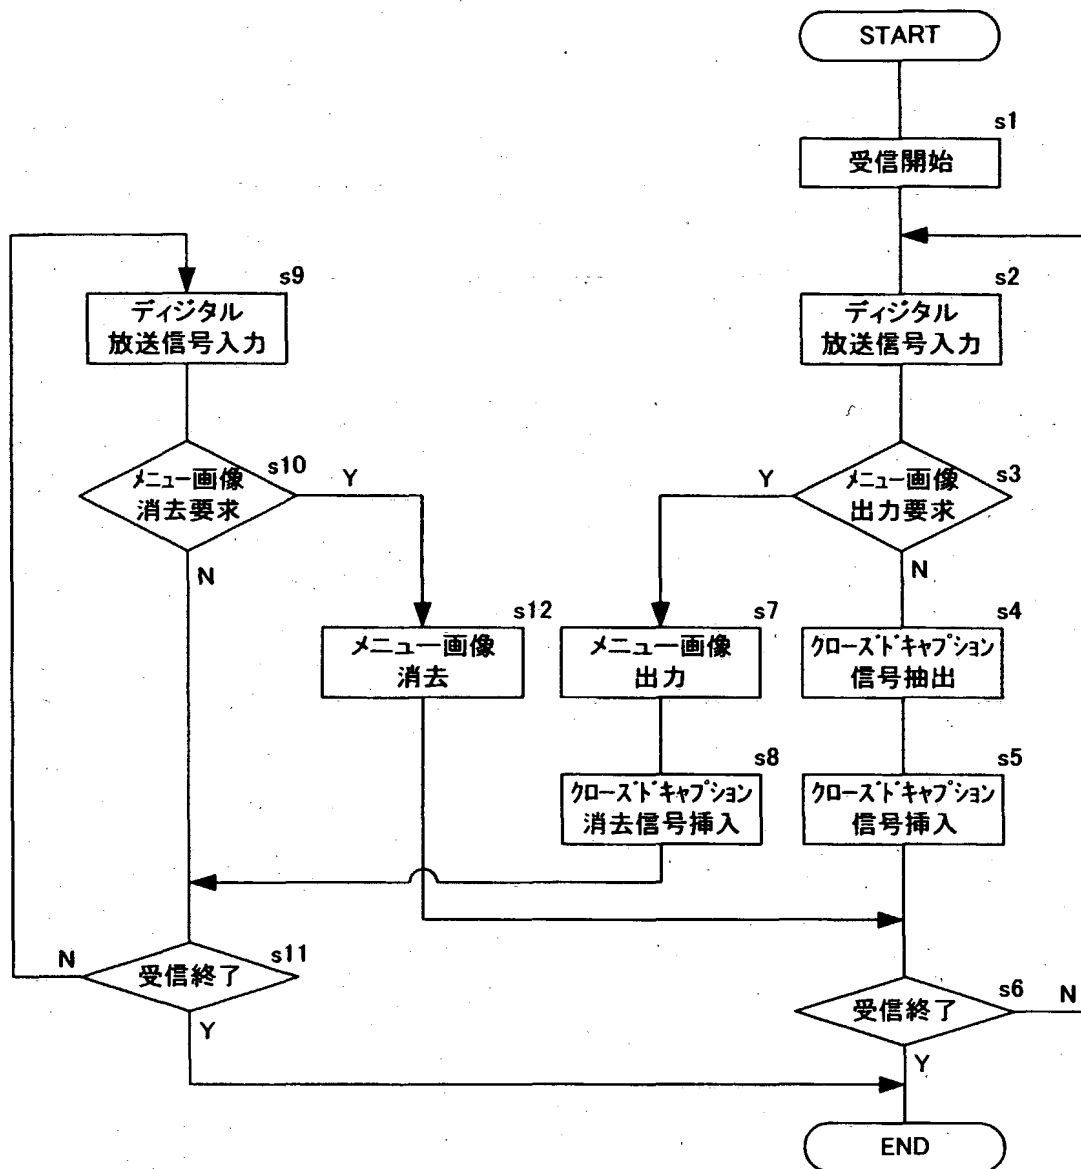 START
s1
受信開始
s2
ディジタル
放送信号入力
s3
メニュー画像
出力要求
Y
N
s4
クローズドキャプション
信号抽出
s5
クローズドキャプション
信号挿入
s6
受信終了
N
Y
END
s7
メニュー画像
出力
s8
クローズドキャプション
消去信号挿入
s9
ディジタル
放送信号入力
s10
メニュー画像
消去要求
Y
N
s12
メニュー画像
消去
s11
受信終了
N
Y